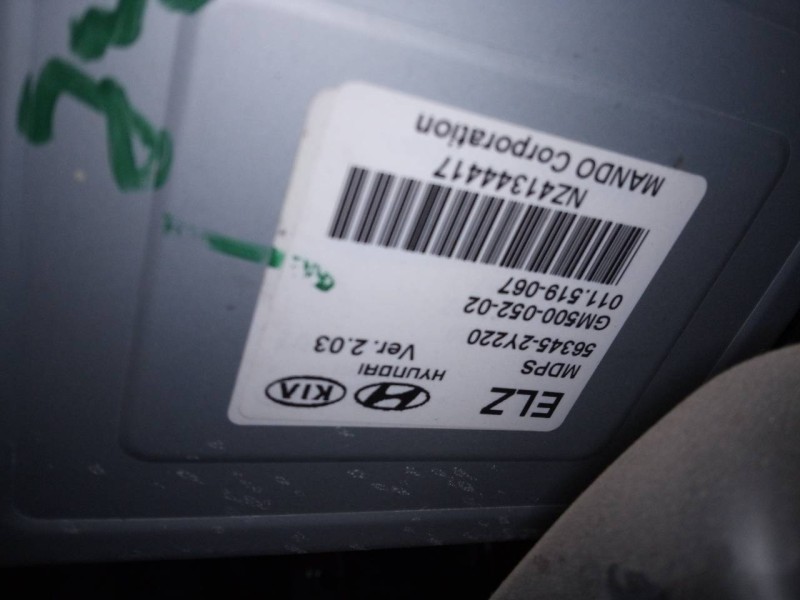 ELZ
HYUNDAI
KIA
MDPS
56345-2Y220 Ver.2.03
GM500-052-02
011.519-067
NZ41344417
MANDO Corporation